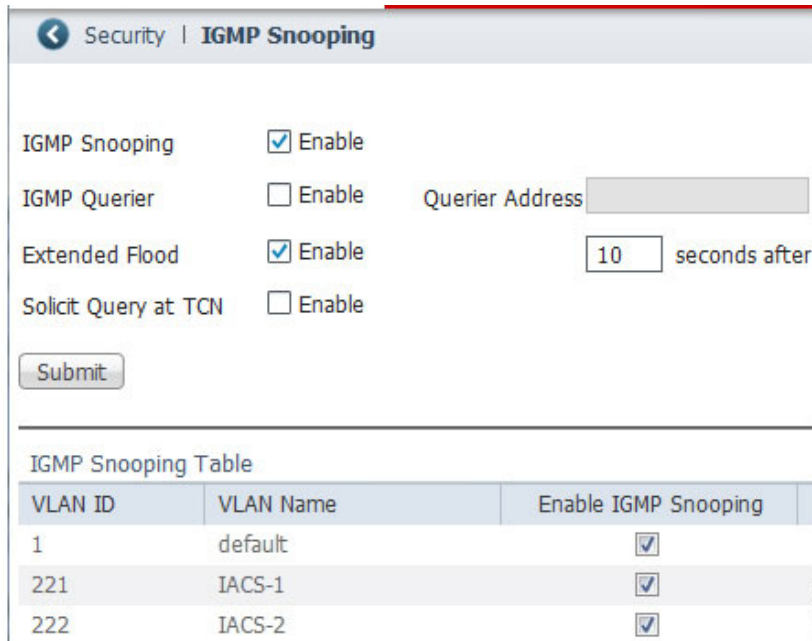 Security | IGMP Snooping
IGMP Snooping Enable
IGMP Querier Enable Querier Address
Extended Flood Enable 10 seconds after
Solicit Query at TCN Enable
Submit
IGMP Snooping Table
VLAN ID VLAN Name Enable IGMP Snooping
1 default
221 IACS-1
222 IACS-2